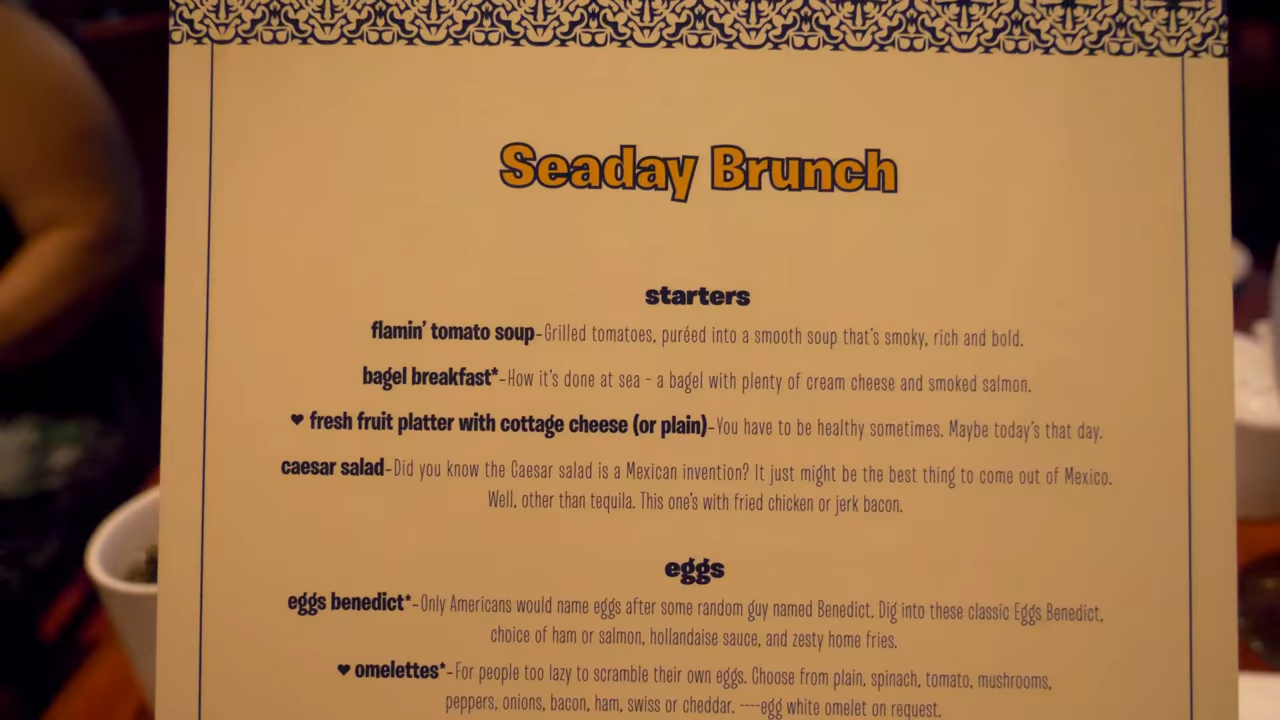 Seaday Brunch
starters
flamin' tomato soup-Grilled tomatoes, puréed into a smooth soup that's smoky, rich and bold.
bagel breakfast*-How it's done at sea - a bagel with plenty of cream cheese and smoked salmon.
♥ fresh fruit platter with cottage cheese (or plain)-You have to be healthy sometimes. Maybe today's that day.
caesar salad-Did you know the Caesar salad is a Mexican invention? It just might be the best thing to come out of Mexico.
Well, other than tequila. This one's with fried chicken or jerk bacon.
eggs
eggs benedict*-Only Americans would name eggs after some random guy named Benedict. Dig into these classic Eggs Benedict,
choice of ham or salmon, hollandaise sauce, and zesty home fries.
♥ omelettes*-For people too lazy to scramble their own eggs. Choose from plain, spinach, tomato, mushrooms,
peppers, onions, bacon, ham, swiss or cheddar. ----egg white omelet on request.